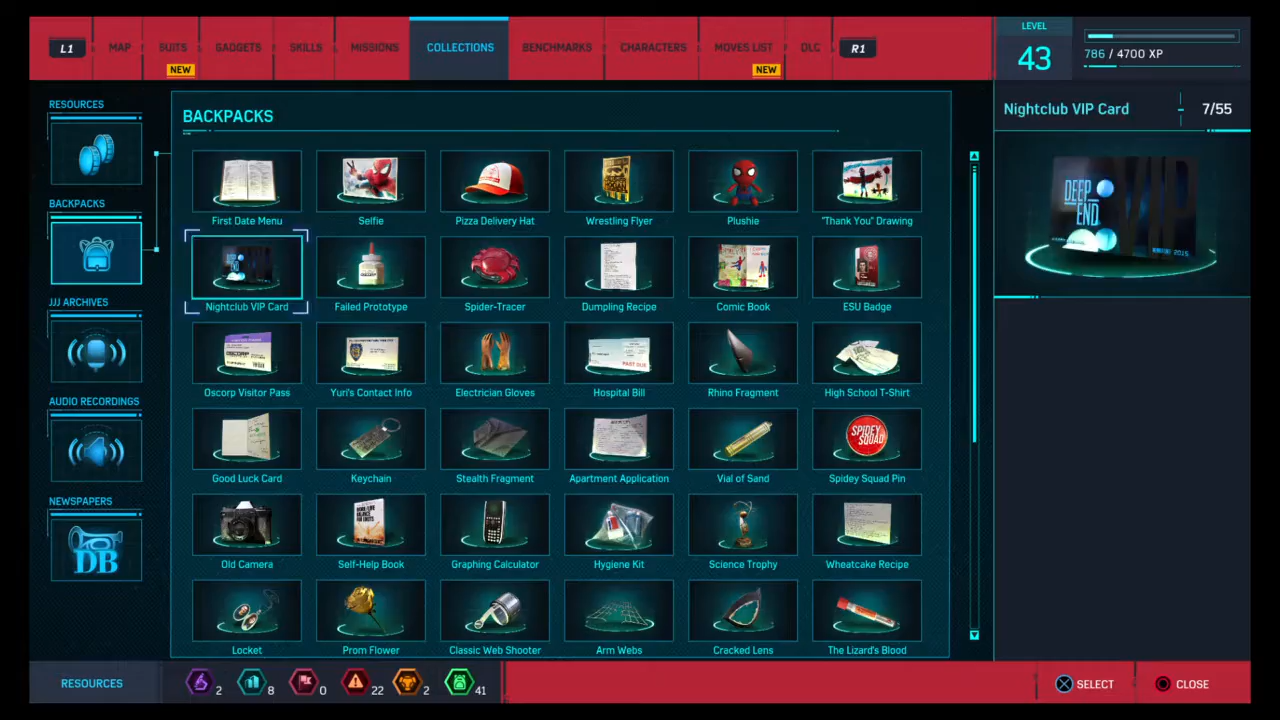 L1 MAP SUITS GADGETS SKILLS MISSIONS COLLECTIONS BENCHMARKS CHARACTERS MOVES LIST DLC R1
NEW NEW
LEVEL
43
786 / 4700 XP
RESOURCES
BACKPACKS
JJJ ARCHIVES
AUDIO RECORDINGS
NEWSPAPERS
DB
BACKPACKS
First Date Menu Selfie Pizza Delivery Hat Wrestling Flyer Plushie "Thank You" Drawing
DEEP
END
Nightclub VIP Card Failed Prototype Spider-Tracer Dumpling Recipe Comic Book ESU Badge
OSCORP
PAST DUE
Oscorp Visitor Pass Yuri's Contact Info Electrician Gloves Hospital Bill Rhino Fragment High School T-Shirt
SPIDEY
SQUAD
Good Luck Card Keychain Stealth Fragment Apartment Application Vial of Sand Spidey Squad Pin
Old Camera Self-Help Book Graphing Calculator Hygiene Kit Science Trophy Wheatcake Recipe
Locket Prom Flower Classic Web Shooter Arm Webs Cracked Lens The Lizard's Blood
Nightclub VIP Card 7/55
DEEP
END
2015
RESOURCES 2 8 0 22 2 41
SELECT CLOSE